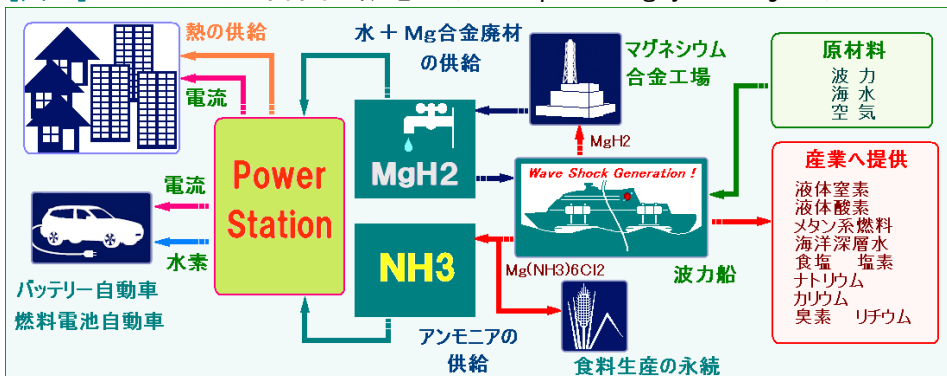 熱の供給
電流
水+Mg合金廃材
の供給
マグネシウム
合金工場
原材料
波 力
海 水
空 気
MgH2
MgH2
Power
Station
Wave Shock Generation !
産業へ提供
液体窒素
液体酸素
メタン系燃料
海洋深層水
食塩 塩素
ナトリウム
カリウム
臭素 リチウム
電流
水素
NH3
Mg(NH3)6Cl2
波力船
バッテリー自動車
燃料電池自動車
アンモニアの
供給
食料生産の永続